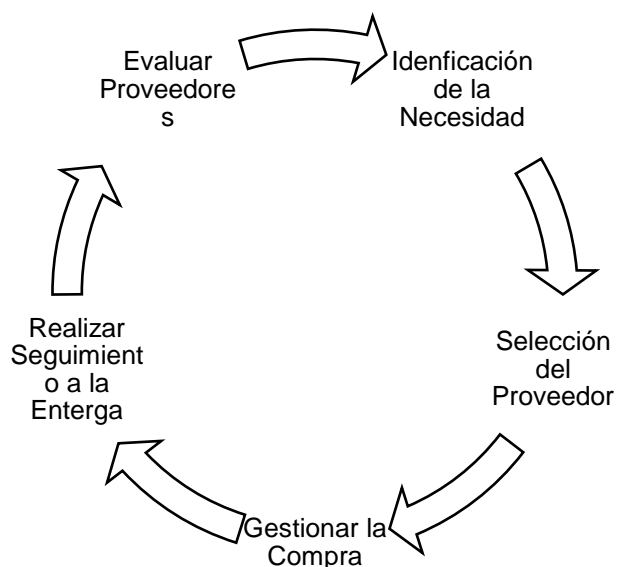 Evaluar
Proveedore
s
Idenficación
de la
Necesidad
Selección
del
Proveedor
Gestionar la
Compra
Realizar
Seguimient
o a la
Enterga